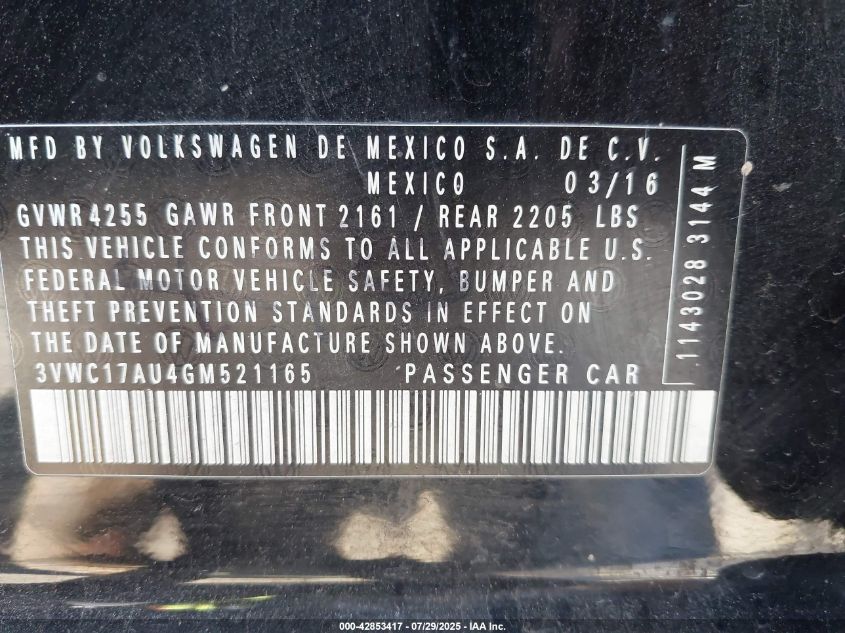 MFD BY VOLKSWAGEN DE MEXICO S.A. DE C.V.
MEXICO 03/16
GVWR 4255 GAWR FRONT 2161 / REAR 2205 LBS
THIS VEHICLE CONFORMS TO ALL APPLICABLE U.S.
FEDERAL MOTOR VEHICLE SAFETY, BUMPER AND
THEFT PREVENTION STANDARDS IN EFFECT ON
THE DATE OF MANUFACTURE SHOWN ABOVE.
3VWC17AU4GM521165 PASSENGER CAR
1143028 3144 M
000-42853417 - 07/29/2025 - IAA Inc.